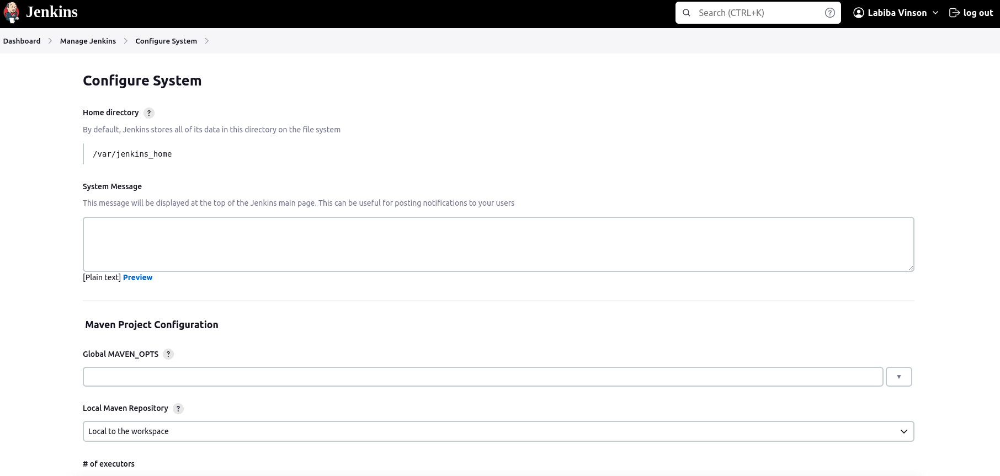 Jenkins
Search (CTRL+K)
?
Labiba Vinson
log out
Dashboard
Manage Jenkins
Configure System
Configure System
Home directory ?
By default, Jenkins stores all of its data in this directory on the file system
/var/jenkins_home
System Message
This message will be displayed at the top of the Jenkins main page. This can be useful for posting notifications to your users
[Plain text] Preview
Maven Project Configuration
Global MAVEN_OPTS ?
Local Maven Repository ?
Local to the workspace
# of executors